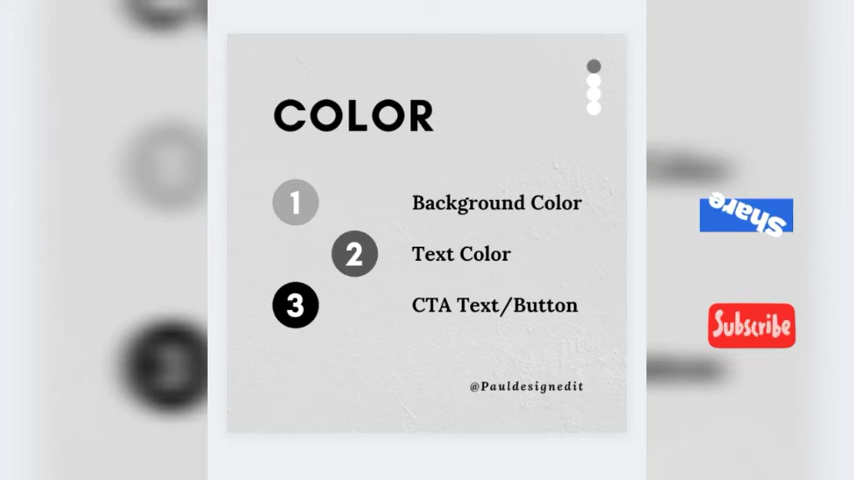 COLOR
1 Background Color
2 Text Color
3 CTA Text/Button
@Pauldesignedit
Share
Subscribe